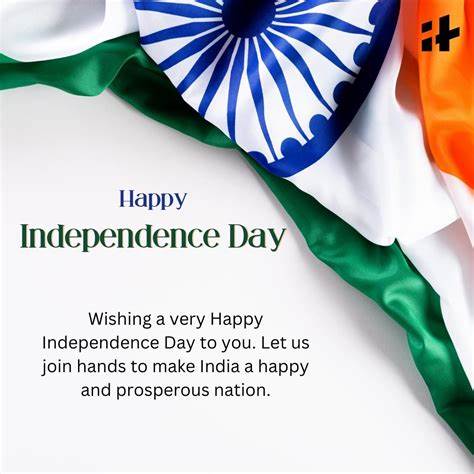 it
Happy
Independence Day
Wishing a very Happy
Independence Day to you. Let us
join hands to make India a happy
and prosperous nation.